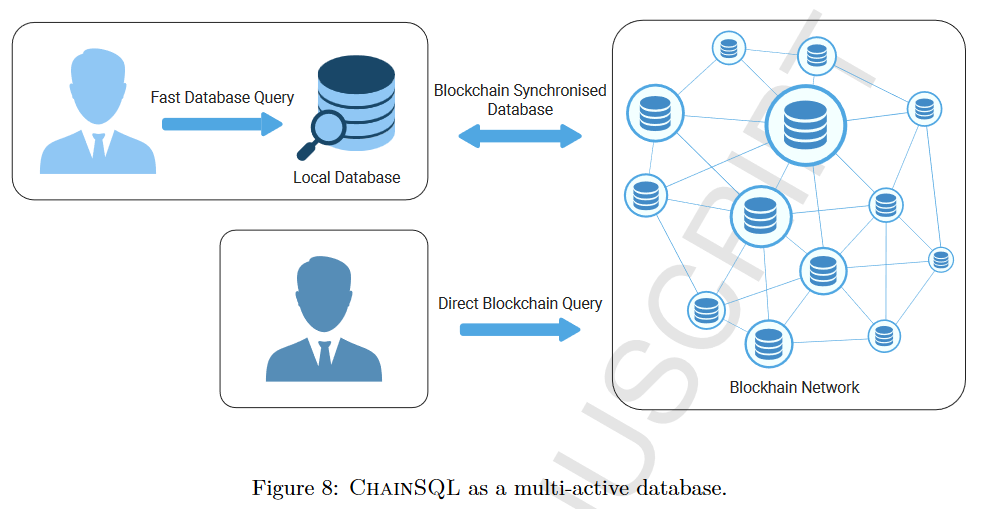 Fast Database Query
Local Database
Blockchain Synchronised
Database
Direct Blockchain Query
Blockhain Network
USCRIPT
Figure 8: CHAINSQL as a multi-active database.